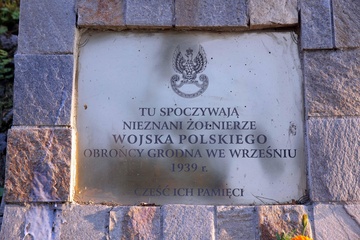 TU SPOCZYWAJĄ
NIEZNANI ŻOŁNIERZE
WOJSKA POLSKIEGO
OBROŃCY GRODNA WE WRZEŚNIU
1939 r.
CZEŚĆ ICH PAMIĘCI